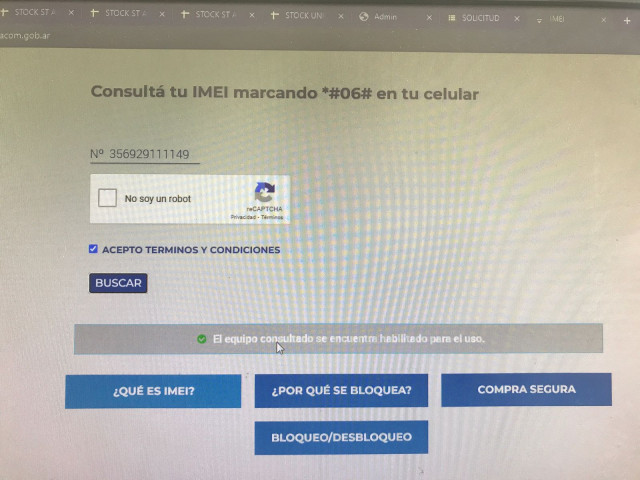 STOCK ST A
STOCK ST
STOCK ST
STOCK UN
Admin
SOLICITUD
IMEI
acom.gob.ar
Consultá tu IMEI marcando *#06# en tu celular
Nº 356929111149
No soy un robot
reCAPTCHA
Privacidad - Términos
ACEPTO TERMINOS Y CONDICIONES
BUSCAR
El equipo consultado se encuentra habilitado para el uso.
¿QUÉ ES IMEI?
¿POR QUÉ SE BLOQUEA?
COMPRA SEGURA
BLOQUEO/DESBLOQUEO